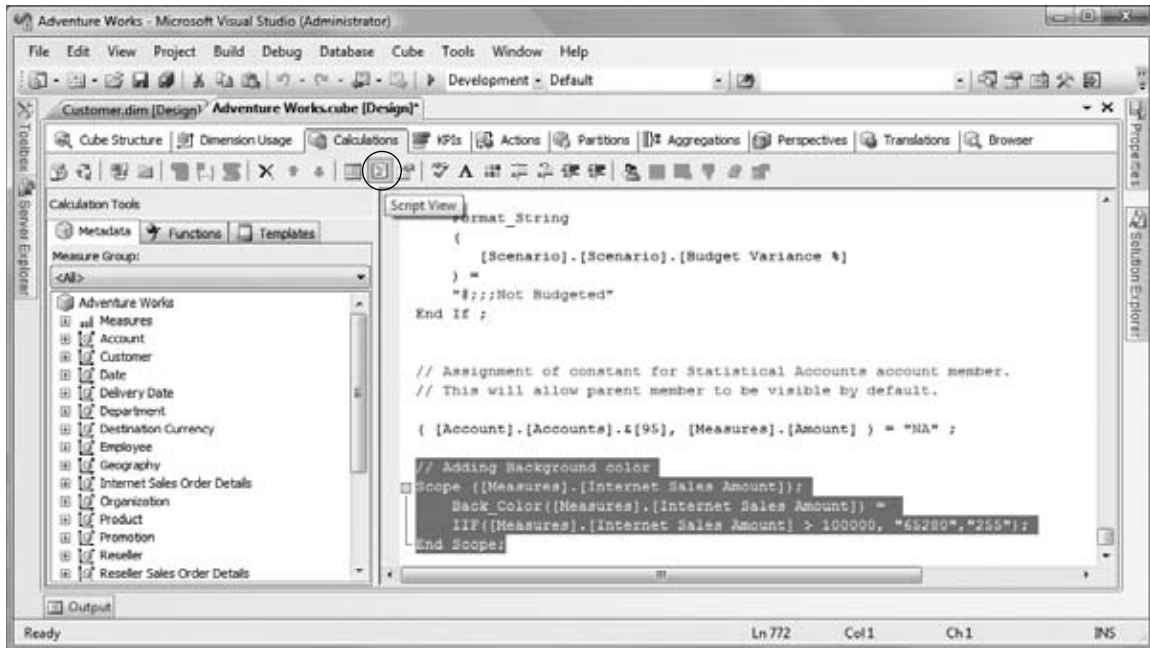 Adventure Works - Microsoft Visual Studio (Administrator)
File Edit View Project Build Debug Database Cube Tools Window Help
Development - Default
Customer.dim [Design] Adventure Works.cube [Design]*
Cube Structure Dimension Usage Calculations KPIs Actions Partitions Aggregations Perspectives Translations Browser
Script View
Toolbox
Server Explorer
Calculation Tools
Metadata Functions Templates
Measure Group:
<All>
Adventure Works
Measures
Account
Customer
Date
Delivery Date
Department
Destination Currency
Employee
Geography
Internet Sales Order Details
Organization
Product
Promotion
Reseller
Reseller Sales Order Details
Format_String
(
[Scenario].[Scenario].[Budget Variance %]
) =
"#;;;Not Budgeted"
End If ;
// Assignment of constant for Statistical Accounts account member.
// This will allow parent member to be visible by default.
( [Account].[Accounts].&[95], [Measures].[Amount] ) = "NA" ;
// Adding Background color
Scope ([Measures].[Internet Sales Amount]);
Back_Color([Measures].[Internet Sales Amount]) =
IIF([Measures].[Internet Sales Amount] > 100000, "65280","255");
End Scope;
Properties
Solution Explorer
Output
Ready Ln 772 Col 1 Ch 1 INS